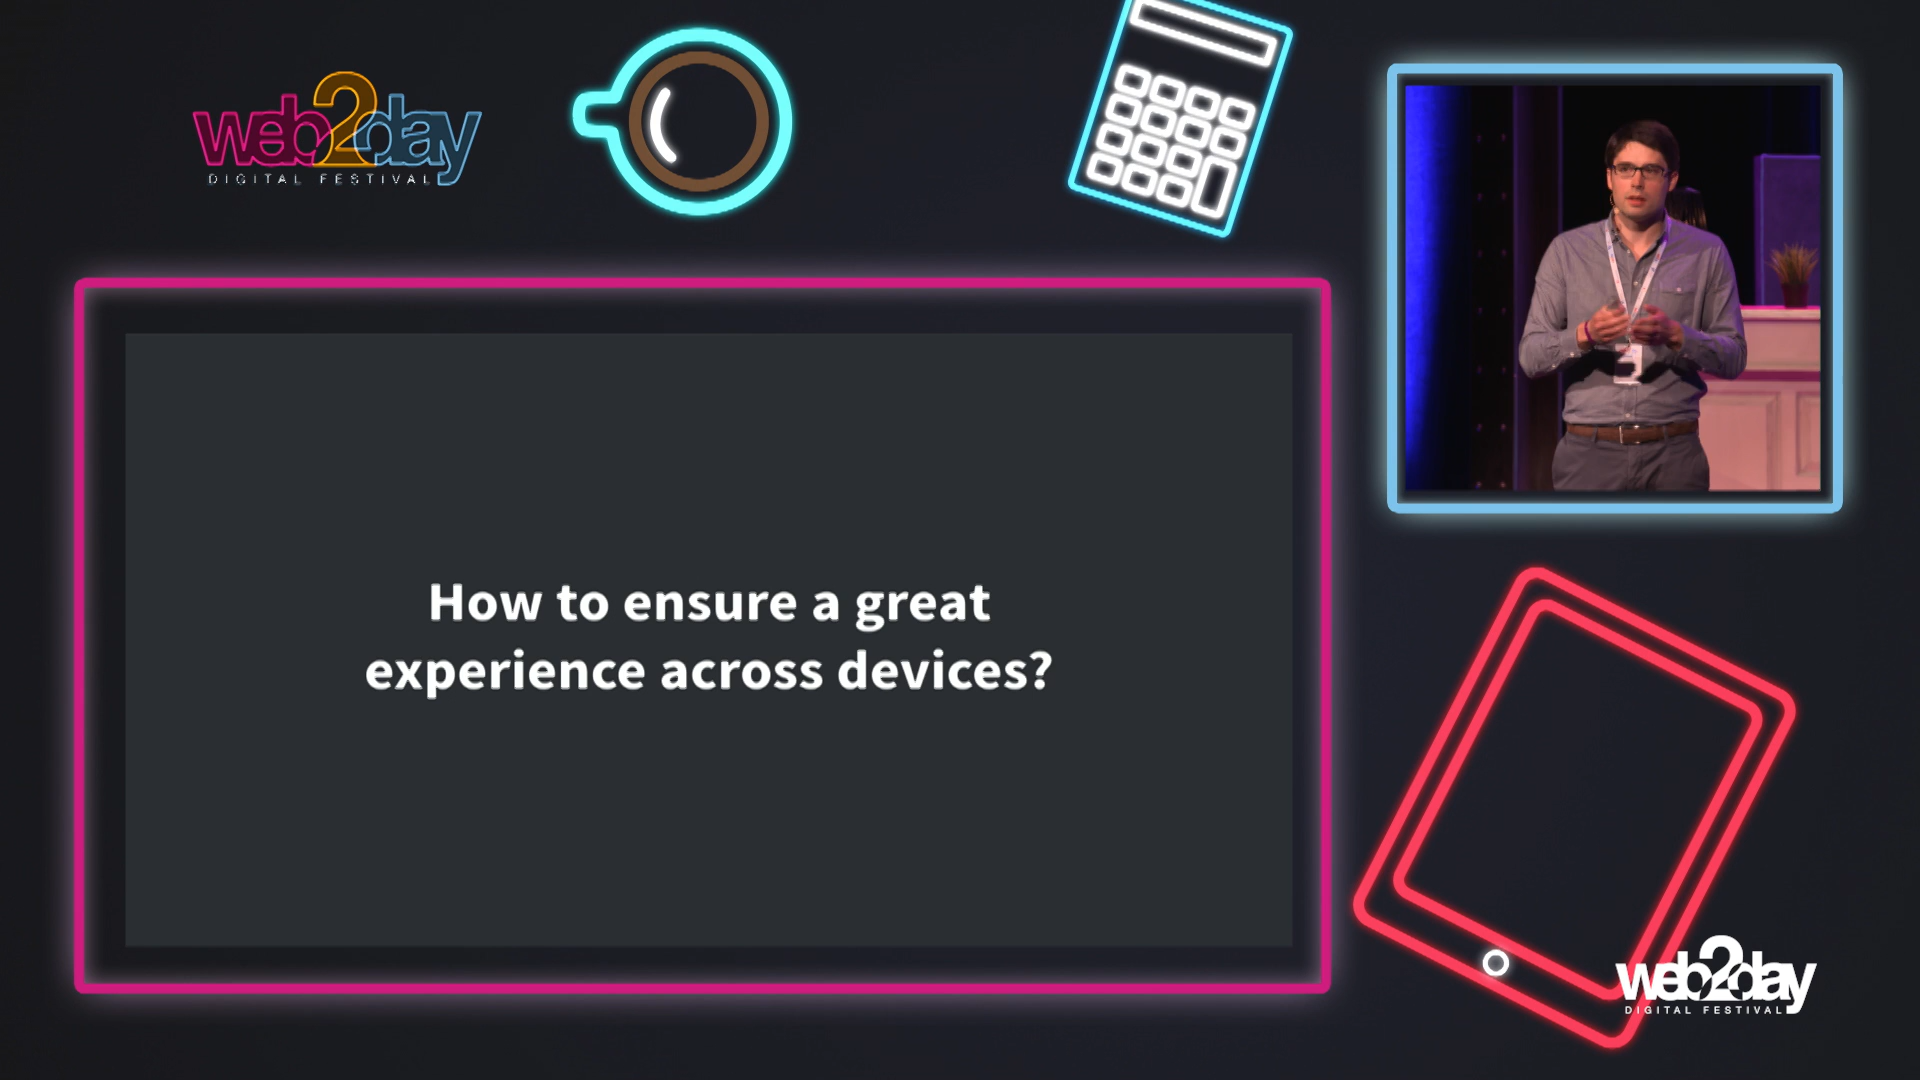 web2day
DIGITAL FESTIVAL
How to ensure a great
experience across devices?
web2day
DIGITAL FESTIVAL